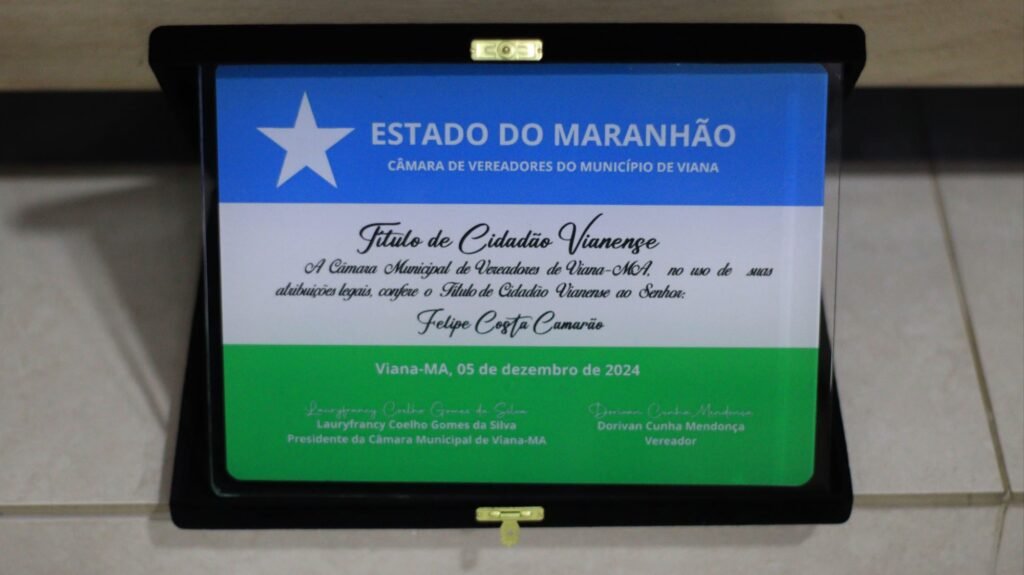 ESTADO DO MARANHÃO
CÂMARA DE VEREADORES DO MUNICÍPIO DE VIANA
Título de Cidadão Vianense
A Câmara Municipal de Vereadores de Viana-MA, no uso de suas
atribuições legais, confere o Título de Cidadão Vianense ao Senhor:
Felipe Costa Camarão
Viana-MA, 05 de dezembro de 2024
Lauryfrancy Coelho Gomes da Silva
Lauryfrancy Coelho Gomes da Silva
Presidente da Câmara Municipal de Viana-MA
Dorivan Cunha Mendonça
Dorivan Cunha Mendonça
Vereador